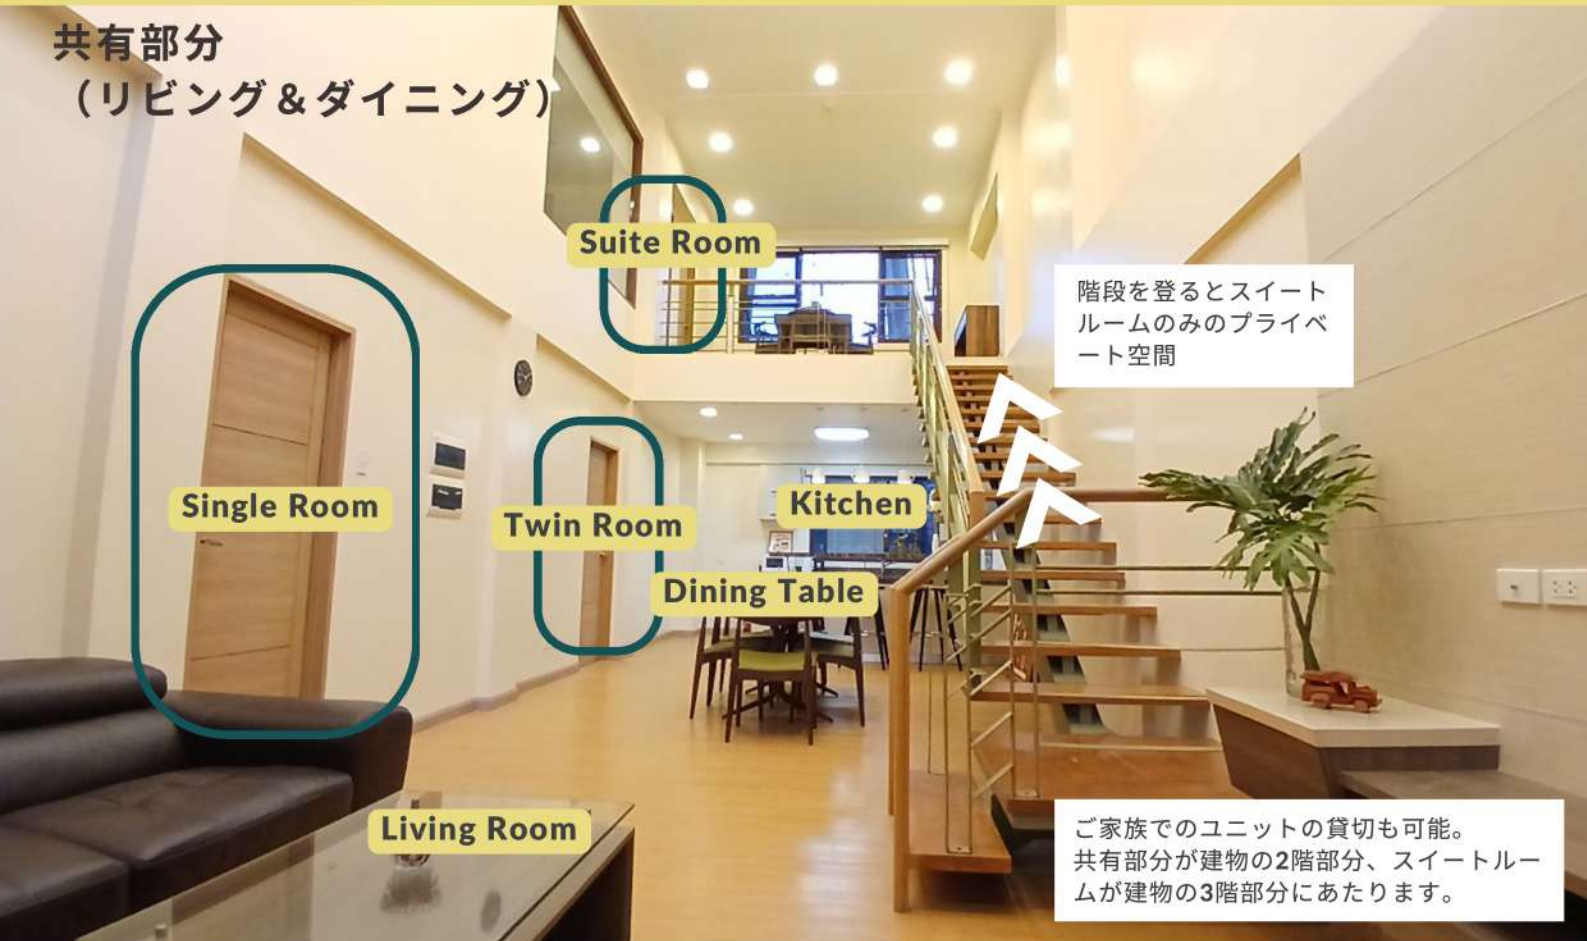 共有部分
（リビング＆ダイニング）
Suite Room
階段を登るとスイート
ルームのみのプライベ
ート空間
Single Room
Twin Room
Kitchen
Dining Table
Living Room
ご家族でのユニットの貸切も可能。
共有部分が建物の2階部分、スイートルー
ムが建物の3階部分にあたります。